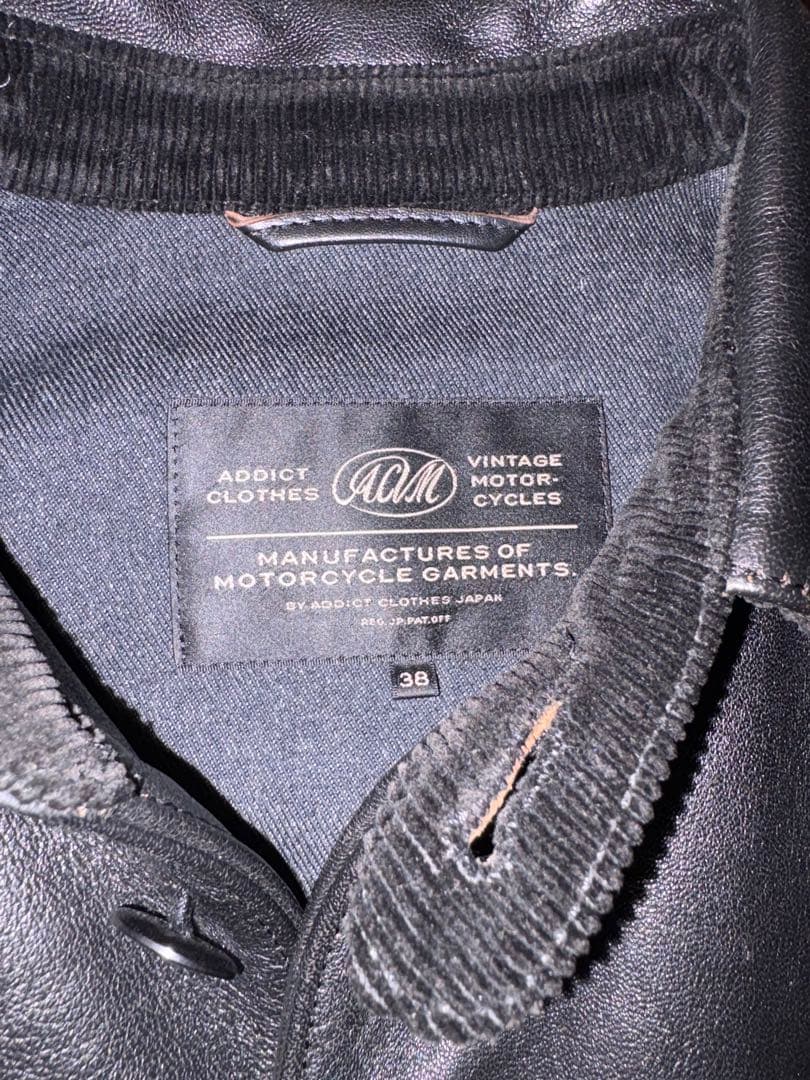 ADDICT
CLOTHES
ACVM
VINTAGE
MOTOR-
CYCLES
MANUFACTURES OF
MOTORCYCLE GARMENTS.
BY ADDICT CLOTHES JAPAN
REG.JP.PAT.OFF
38